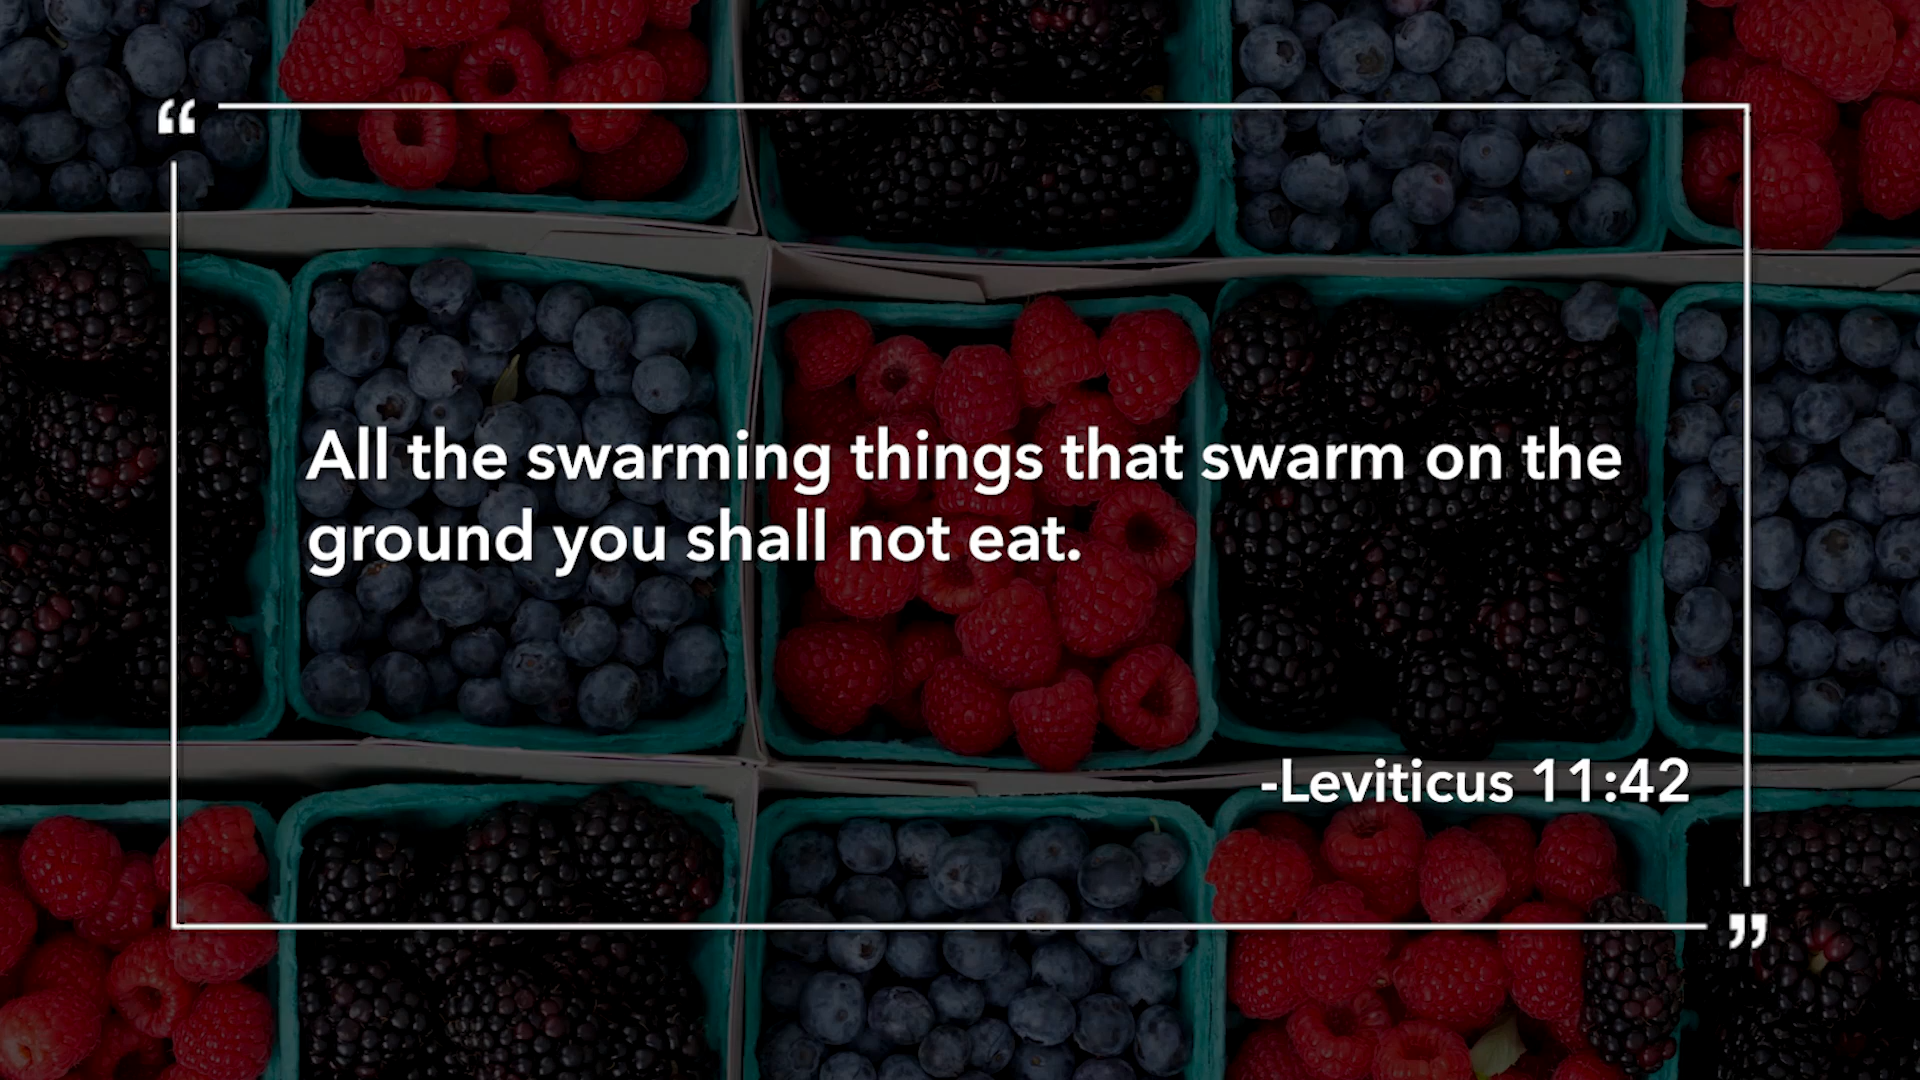 “
All the swarming things that swarm on the
ground you shall not eat.
-Leviticus 11:42
”